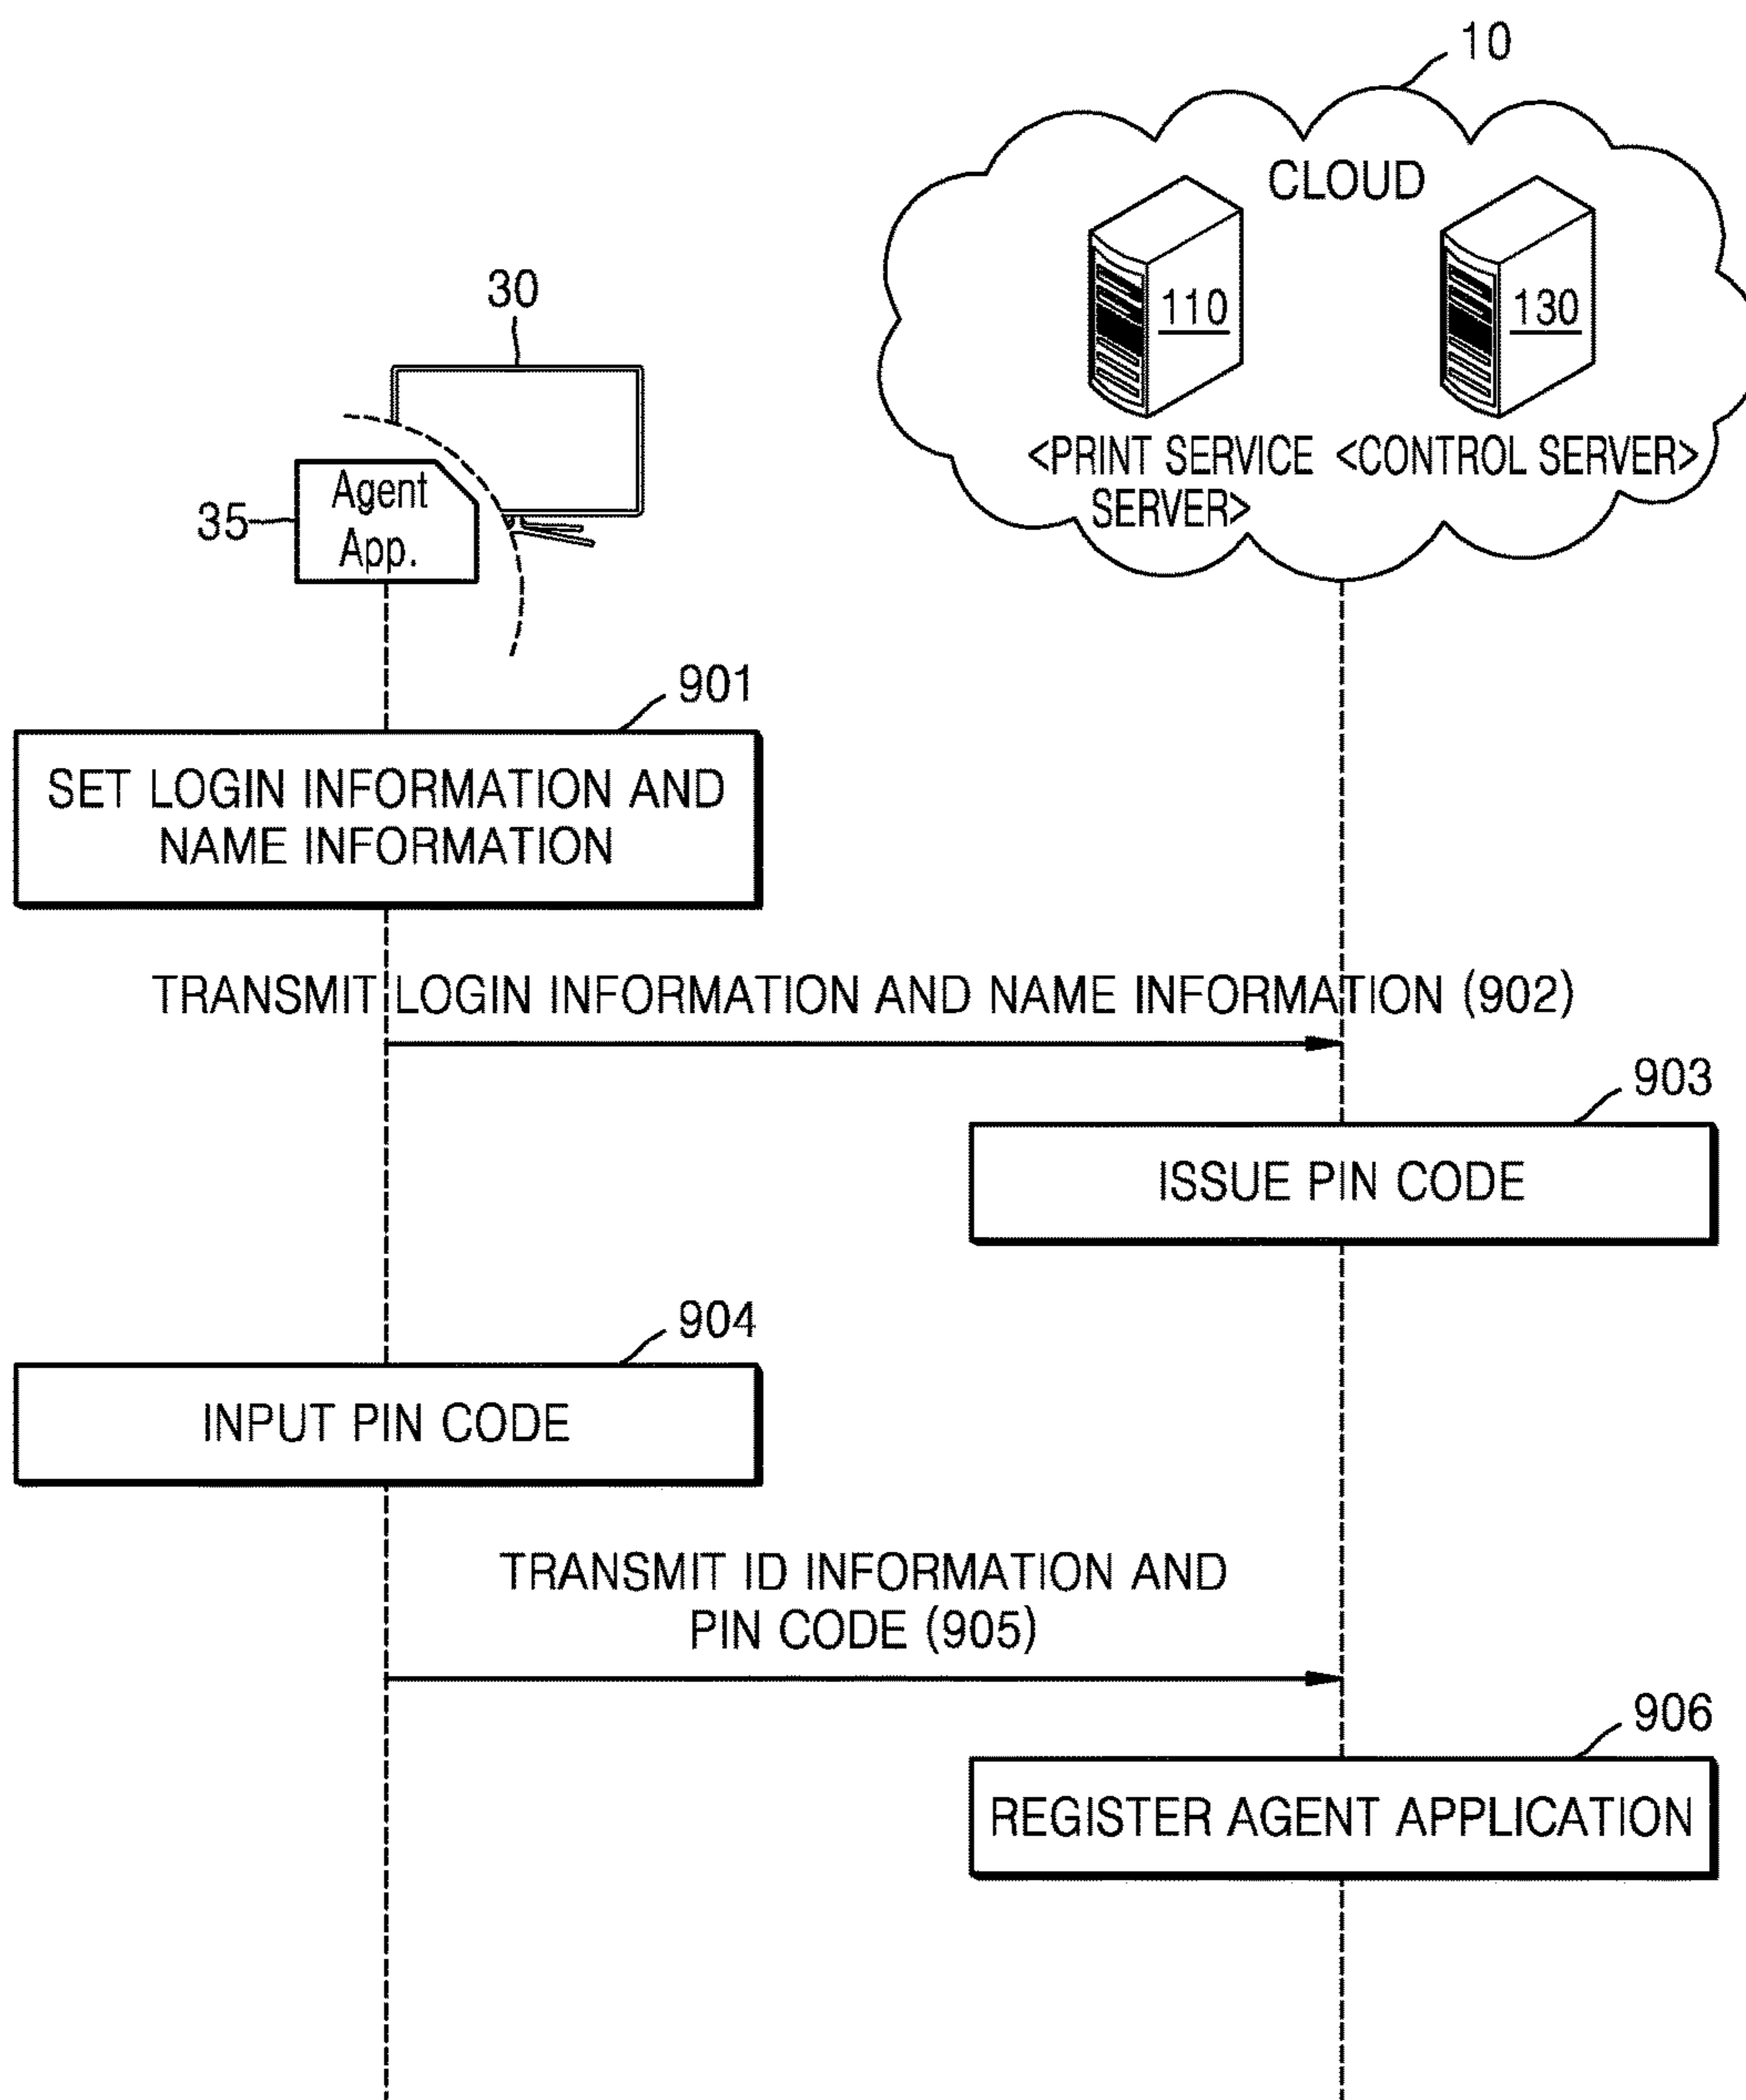 10
CLOUD
30
110
130
<PRINT SERVICE
SERVER>
<CONTROL SERVER>
35
Agent
App.
901
SET LOGIN INFORMATION AND
NAME INFORMATION
TRANSMIT LOGIN INFORMATION AND NAME INFORMATION (902)
903
ISSUE PIN CODE
904
INPUT PIN CODE
TRANSMIT ID INFORMATION AND
PIN CODE (905)
906
REGISTER AGENT APPLICATION